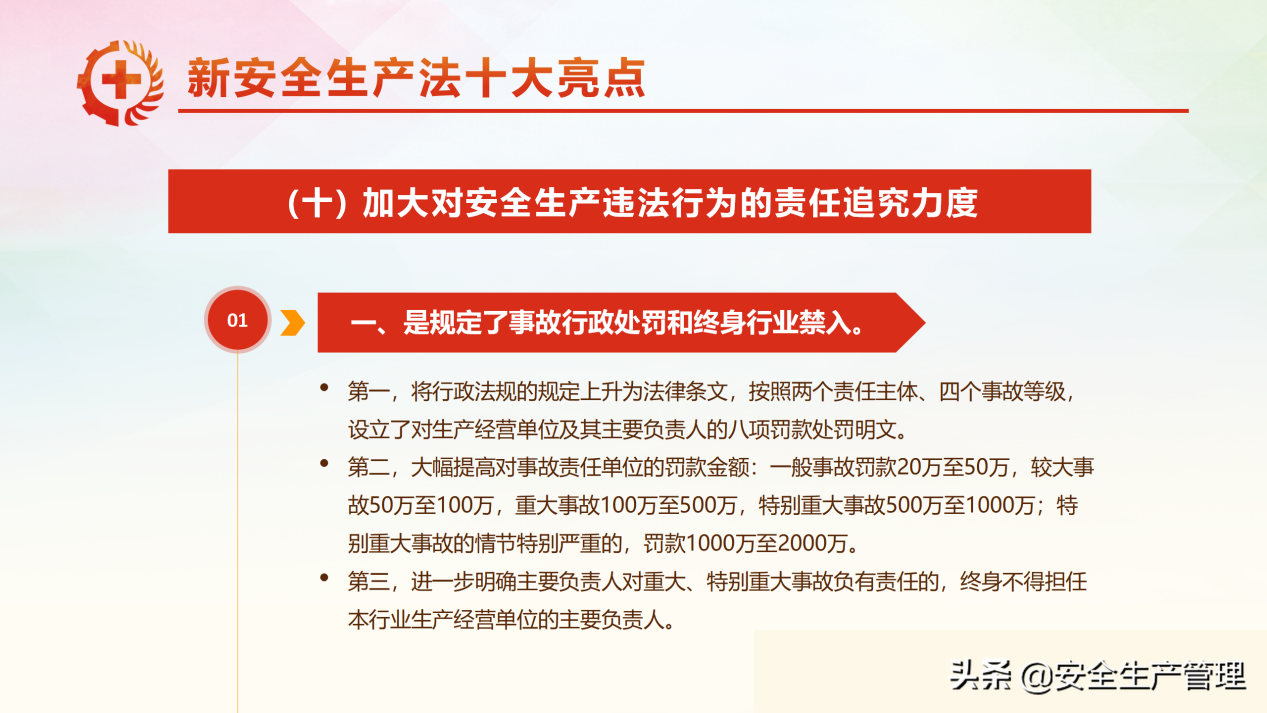 新安全生产法十大亮点
(十) 加大对安全生产违法行为的责任追究力度
01
一、是规定了事故行政处罚和终身行业禁入。
• 第一，将行政法规的规定上升为法律条文，按照两个责任主体、四个事故等级，
设立了对生产经营单位及其主要负责人的八项罚款处罚明文。
• 第二，大幅提高对事故责任单位的罚款金额：一般事故罚款20万至50万，较大事
故50万至100万，重大事故100万至500万，特别重大事故500万至1000万；特
别重大事故的情节特别严重的，罚款1000万至2000万。
• 第三，进一步明确主要负责人对重大、特别重大事故负有责任的，终身不得担任
本行业生产经营单位的主要负责人。
头条 @安全生产管理